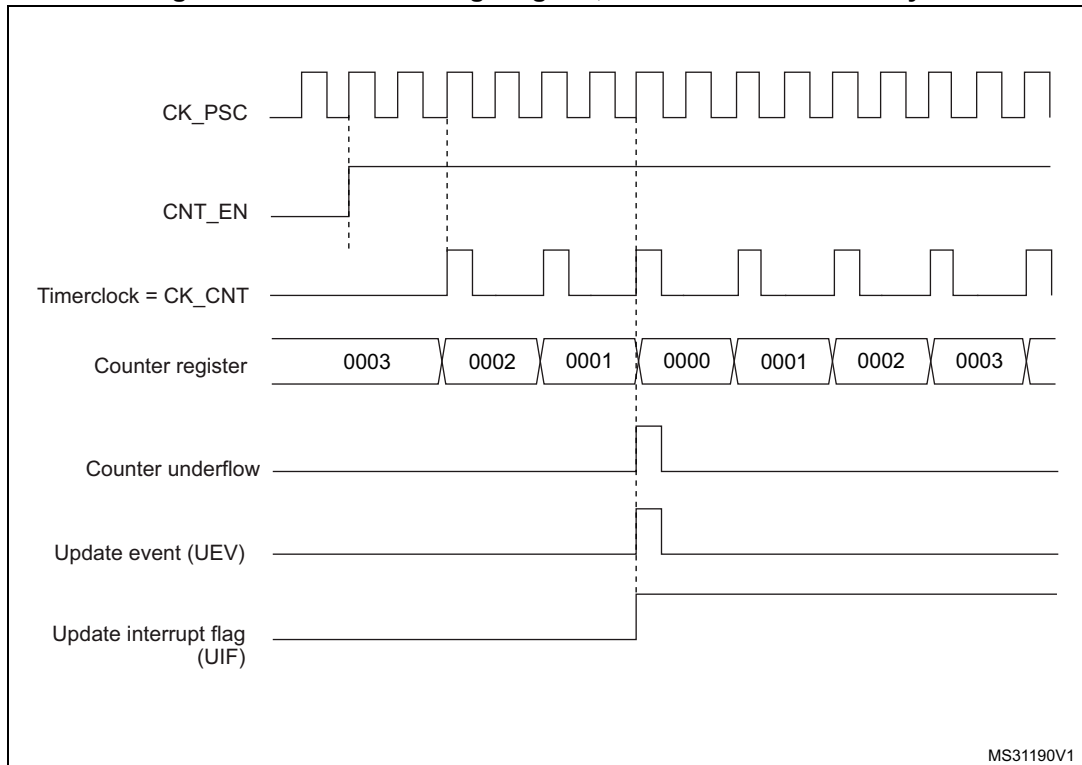 CK_PSC
CNT_EN
Timerclock = CK_CNT
Counter register
0003 0002 0001 0000 0001 0002 0003
Counter underflow
Update event (UEV)
Update interrupt flag
(UIF)
MS31190V1